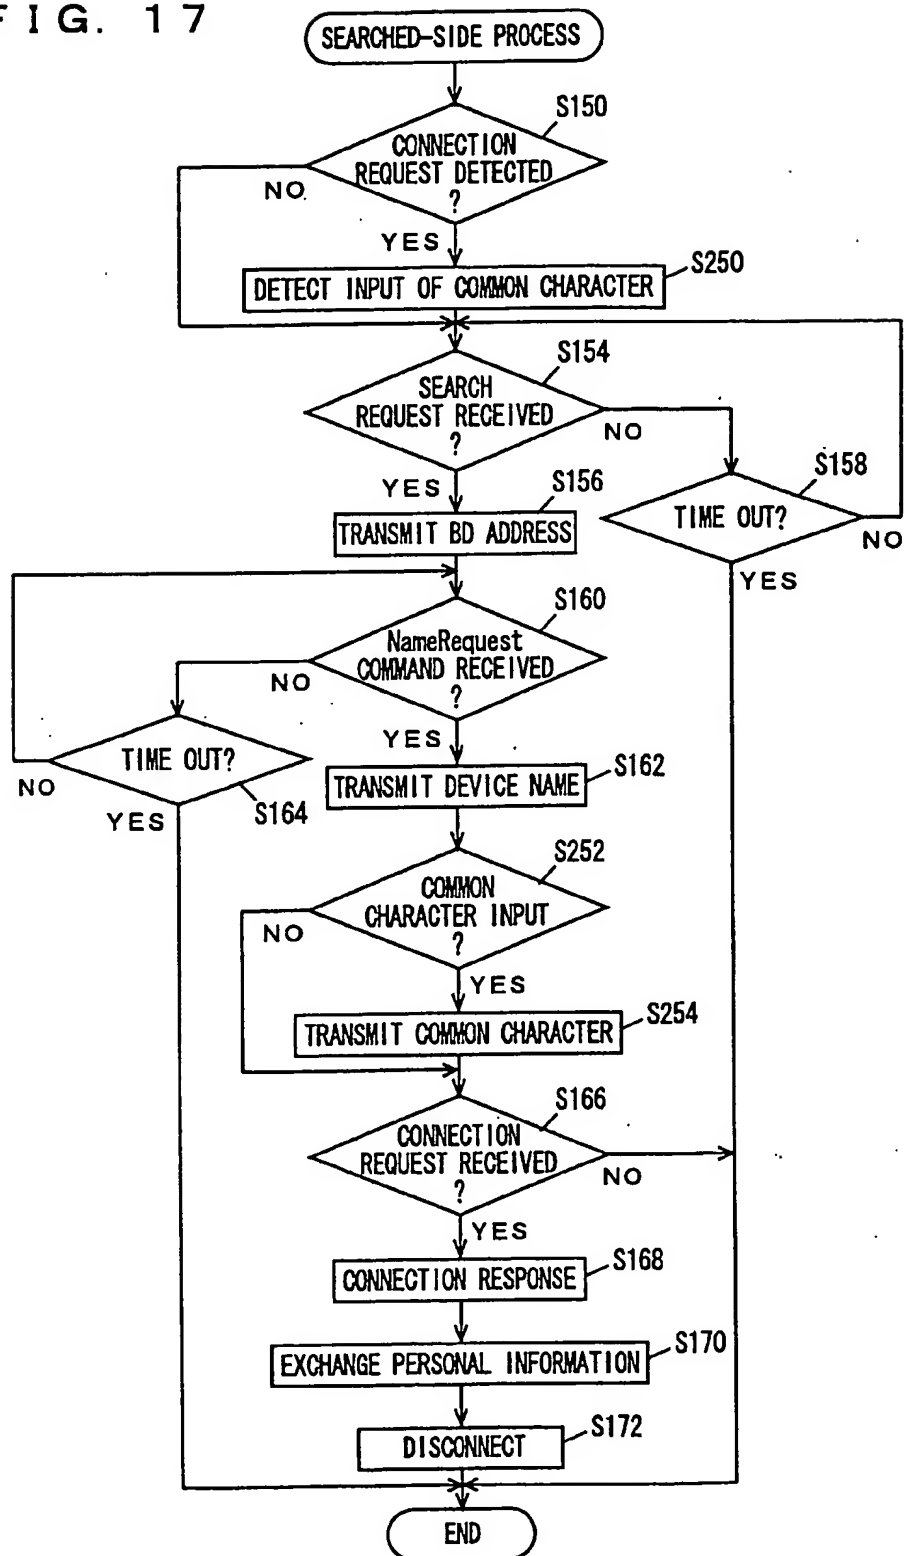 FIG. 17
SEARCHED-SIDE PROCESS
S150
CONNECTION
REQUEST DETECTED
?
NO
YES
S250
DETECT INPUT OF COMMON CHARACTER
S154
SEARCH
REQUEST RECEIVED
?
NO
YES
S158
TIME OUT?
NO
YES
S156
TRANSMIT BD ADDRESS
S160
NameRequest
COMMAND RECEIVED
?
NO
YES
TIME OUT?
NO
YES
S164
S162
TRANSMIT DEVICE NAME
S252
COMMON
CHARACTER INPUT
?
NO
YES
S254
TRANSMIT COMMON CHARACTER
S166
CONNECTION
REQUEST RECEIVED
?
NO
YES
S168
CONNECTION RESPONSE
S170
EXCHANGE PERSONAL INFORMATION
S172
DISCONNECT
END